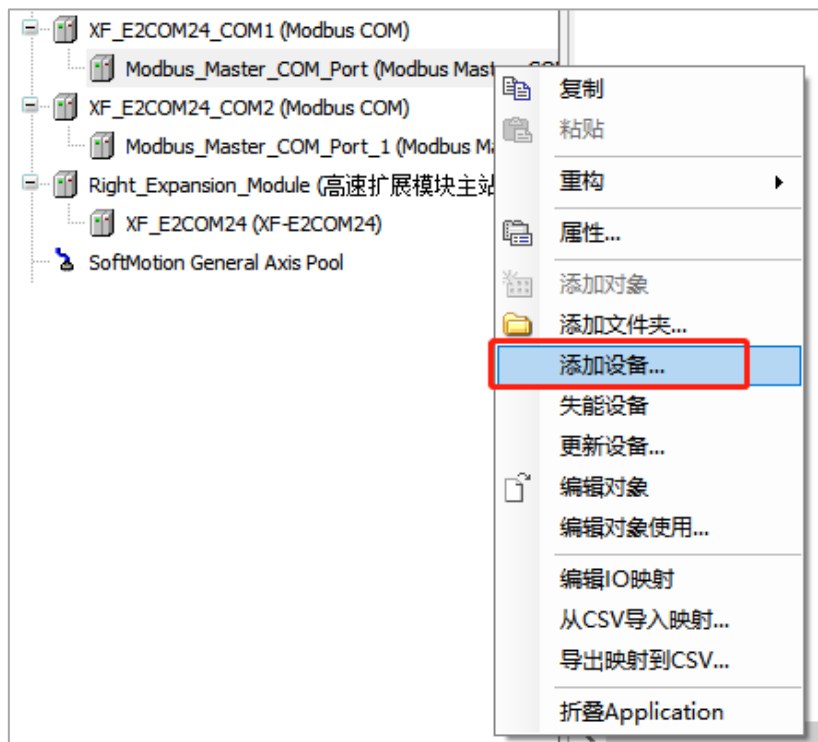 XF_E2COM24_COM1 (Modbus COM)
Modbus_Master_COM_Port (Modbus Mast
XF_E2COM24_COM2 (Modbus COM)
Modbus_Master_COM_Port_1 (Modbus Ma
Right_Expansion_Module (高速扩展模块主站
XF_E2COM24 (XF-E2COM24)
SoftMotion General Axis Pool
复制
粘贴
重构
属性...
添加对象
添加文件夹...
添加设备...
失能设备
更新设备...
编辑对象
编辑对象使用...
编辑IO映射
从CSV导入映射...
导出映射到CSV...
折叠Application